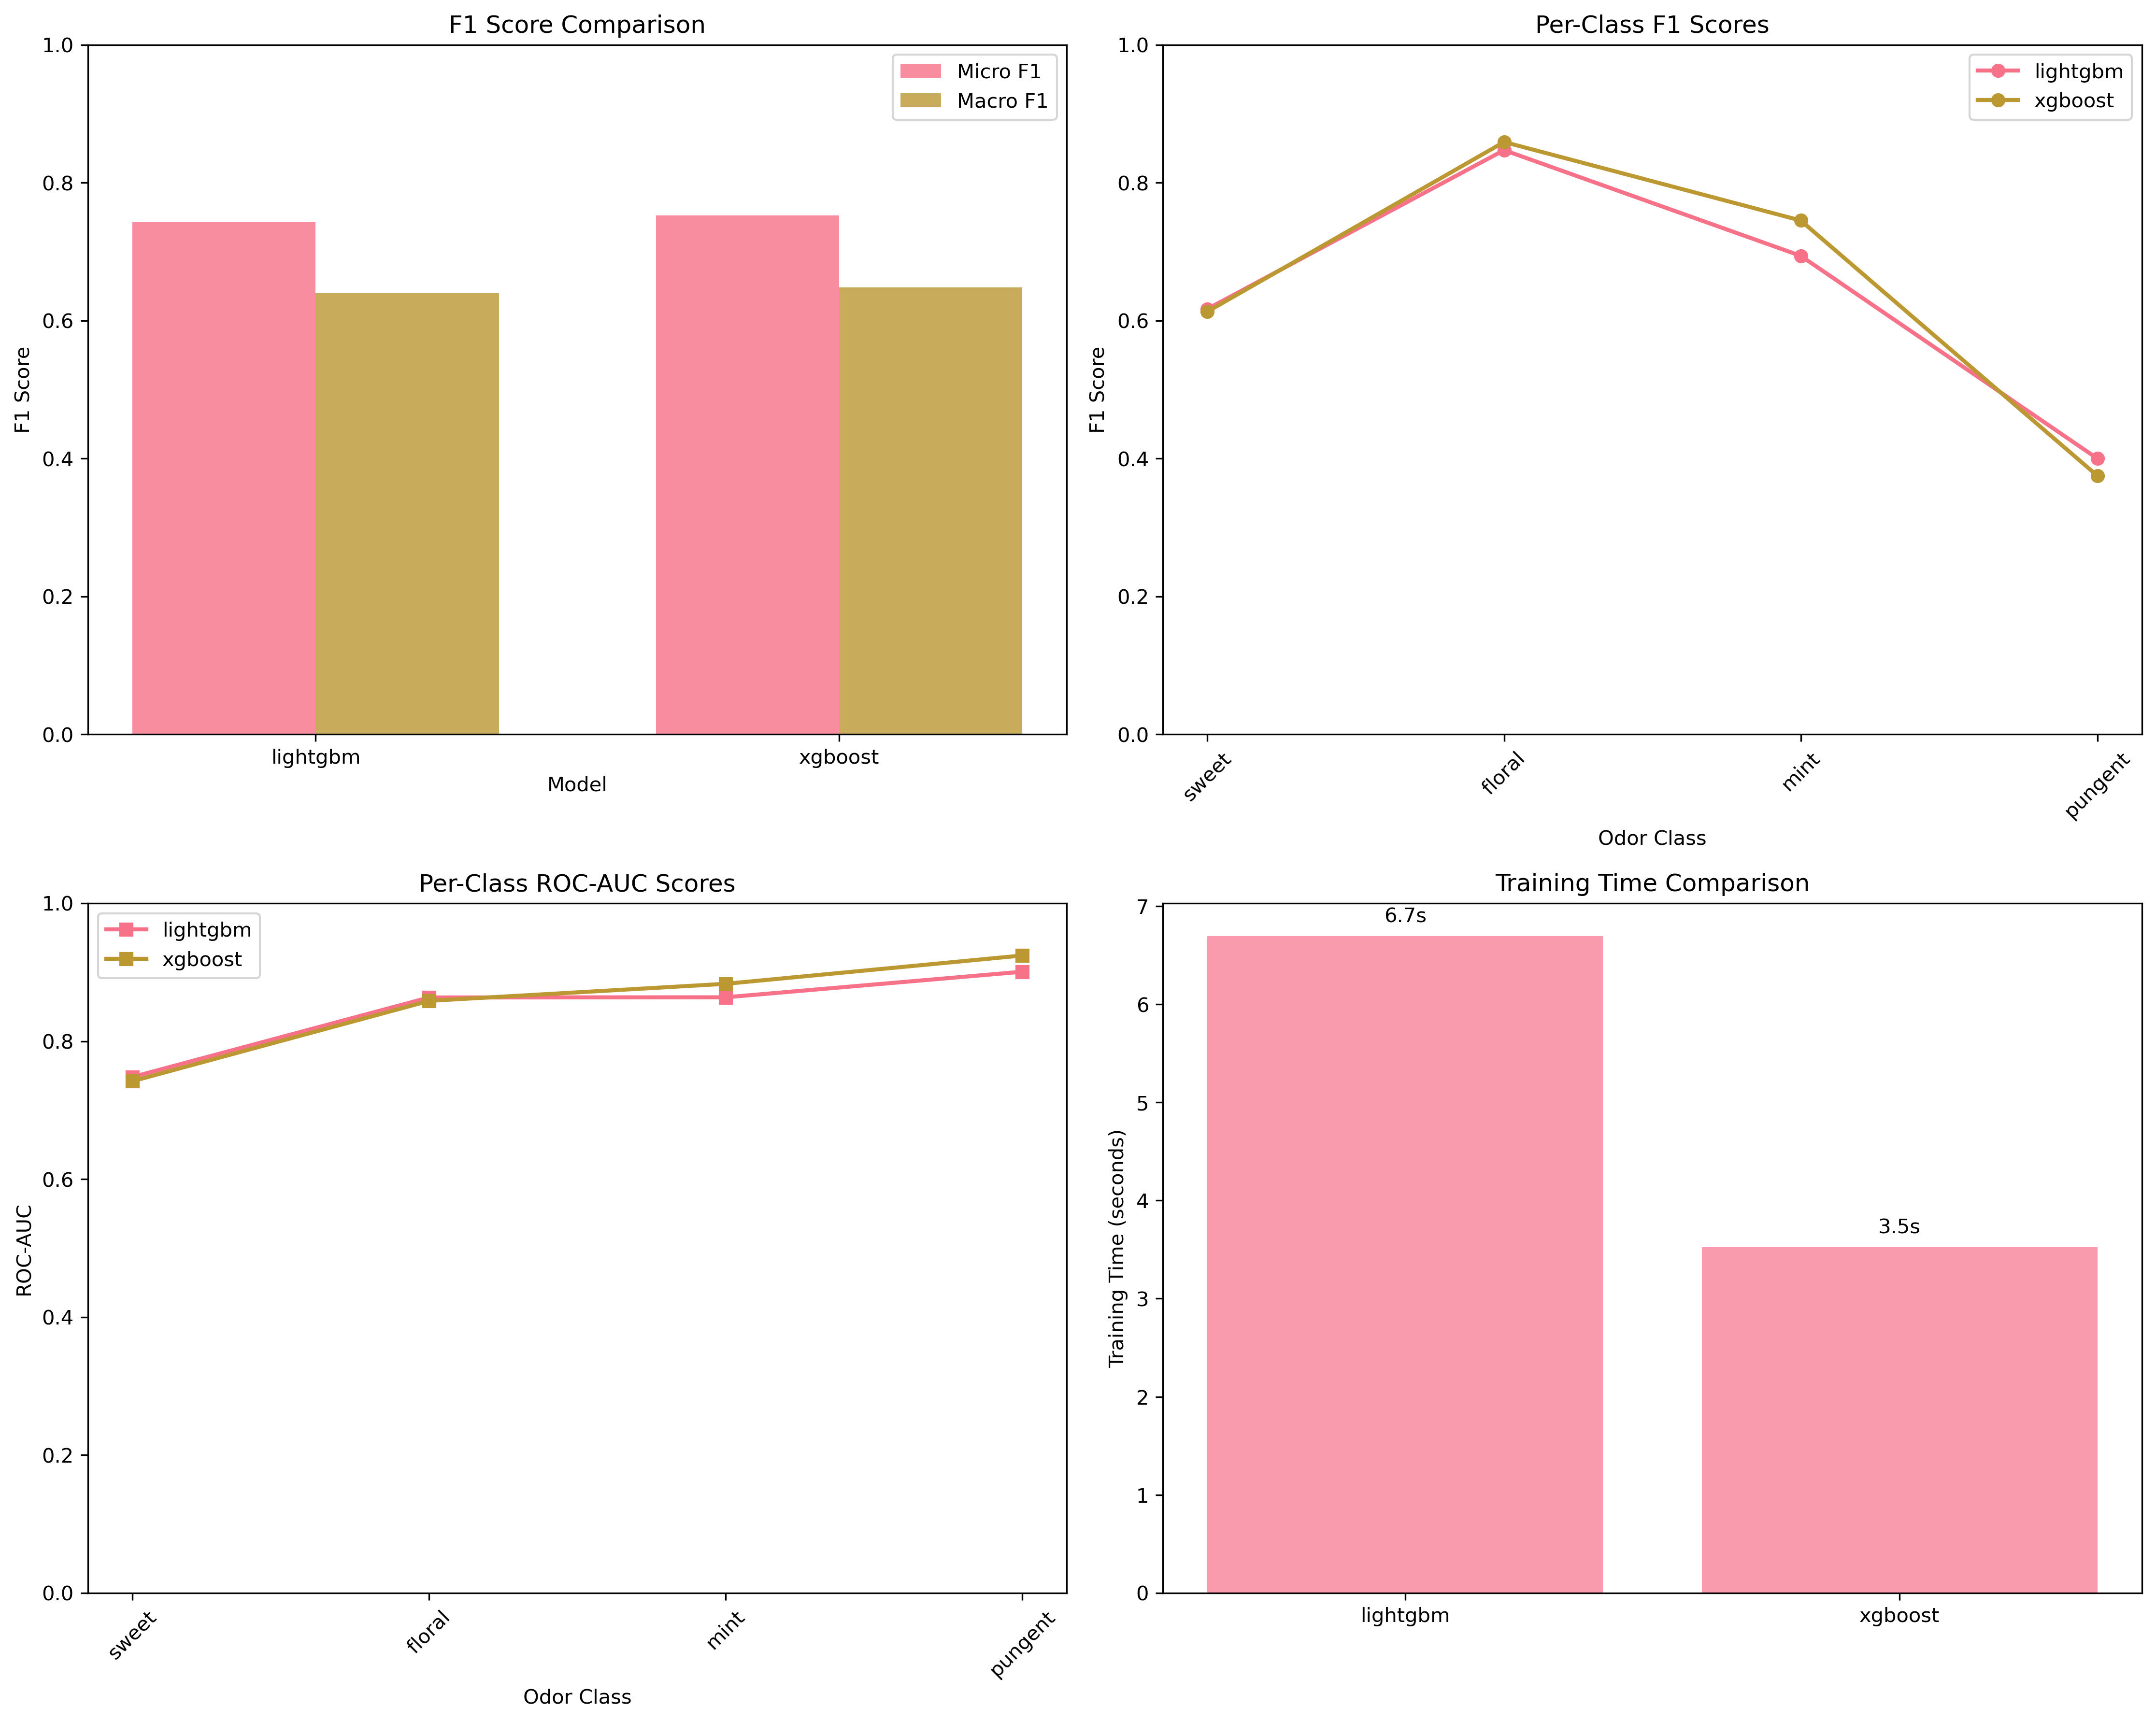 F1 Score Comparison
1.0
0.8
0.6
0.4
0.2
0.0
F1 Score
Micro F1
Macro F1
lightgbm
xgboost
Model
Per-Class F1 Scores
1.0
0.8
0.6
0.4
0.2
0.0
F1 Score
lightgbm
xgboost
sweet
floral
mint
pungent
Odor Class
Per-Class ROC-AUC Scores
1.0
0.8
0.6
0.4
0.2
0.0
ROC-AUC
lightgbm
xgboost
sweet
floral
mint
pungent
Odor Class
Training Time Comparison
7
6
5
4
3
2
1
0
Training Time (seconds)
6.7s
3.5s
lightgbm
xgboost